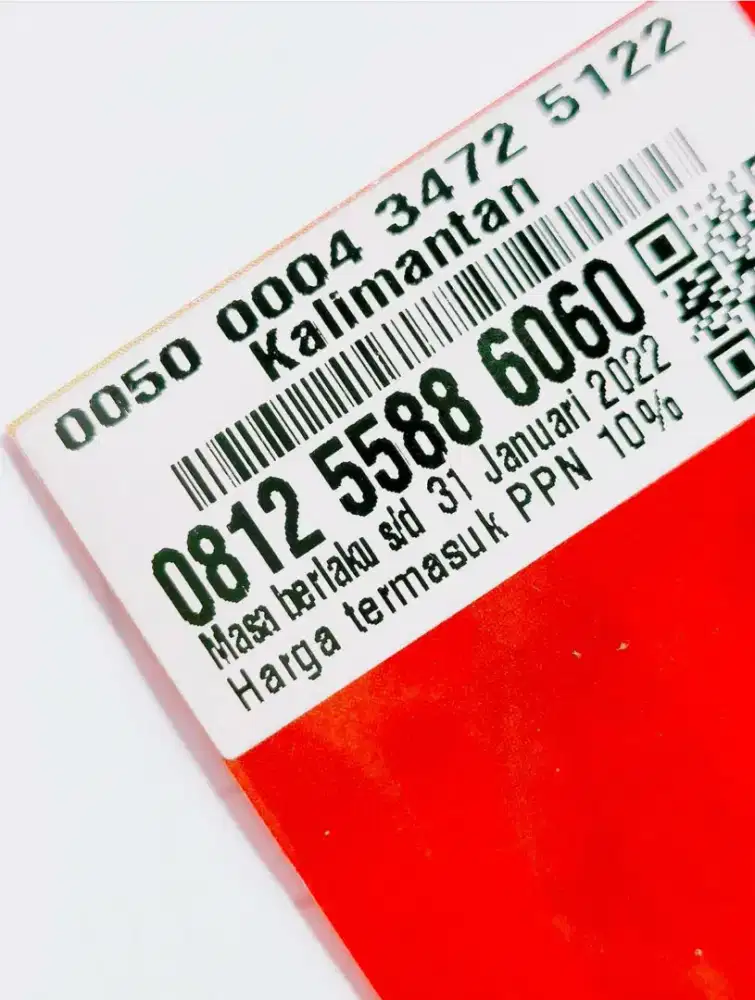 0050 0004 3472 5122
Kalimantan
0812 5588 6060
Masa berlaku s/d 31 Januari 2022
Harga termasuk PPN 10%